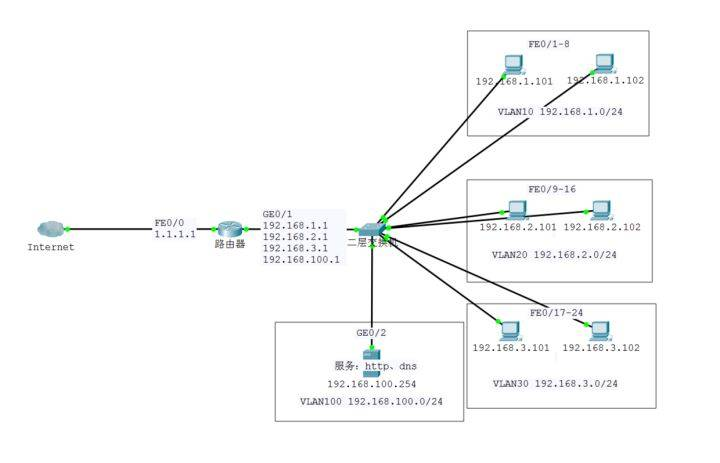 FE0/1-8
192.168.1.101
192.168.1.102
VLAN10 192.168.1.0/24
FE0/9-16
192.168.2.101
192.168.2.102
VLAN20 192.168.2.0/24
FE0/0
1.1.1.1
Internet
路由器
GE0/1
192.168.1.1
192.168.2.1
192.168.3.1
192.168.100.1
二层交换机
FE0/17-24
192.168.3.101
192.168.3.102
VLAN30 192.168.3.0/24
GE0/2
服务：http、dns
192.168.100.254
VLAN100 192.168.100.0/24